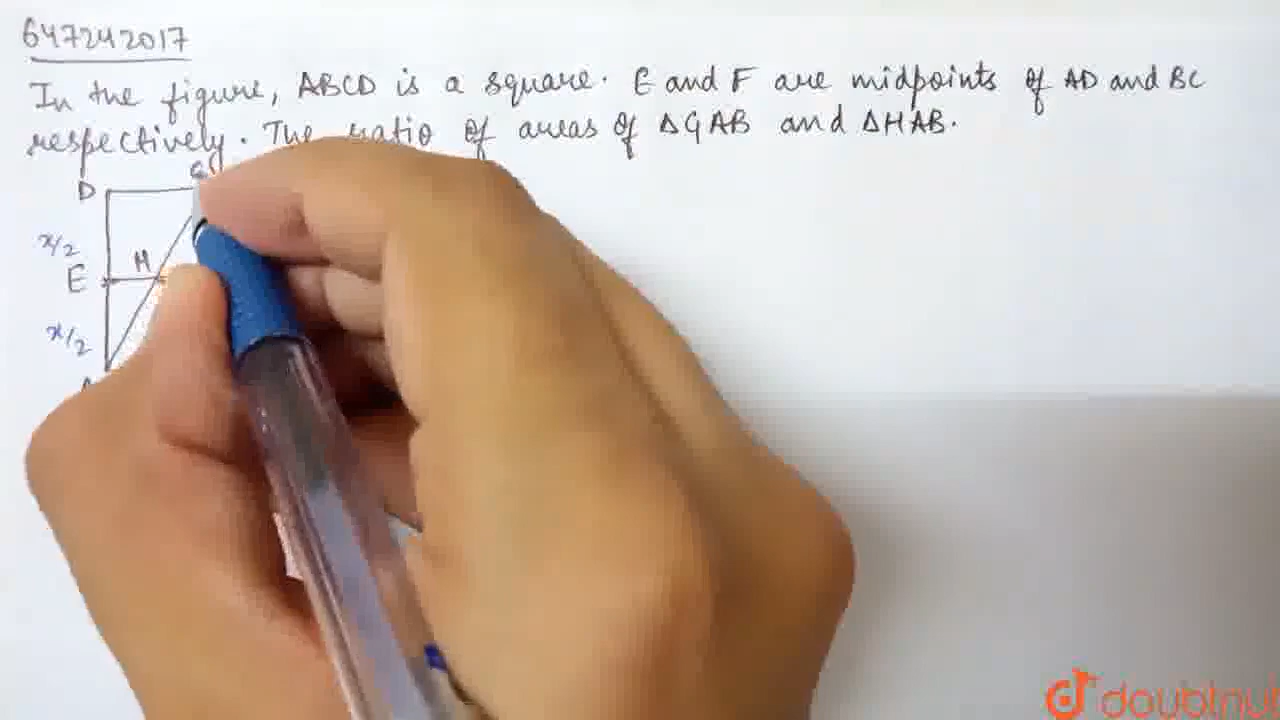 647242017
In the figure, ABCD is a square. E and F are midpoints of AD and BC
respectively. The ratio of areas of ΔGAB and ΔHAB.
D
x/2
H
E
x/2
doubtnut